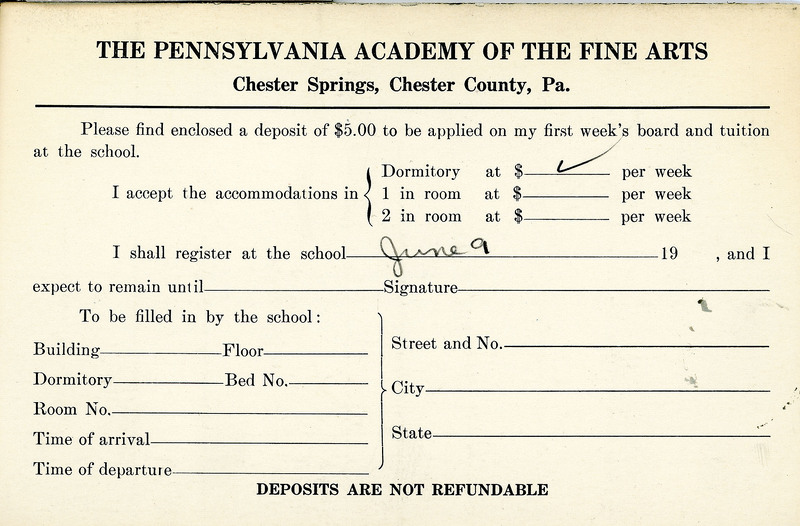 THE PENNSYLVANIA ACADEMY OF THE FINE ARTS
Chester Springs, Chester County, Pa.
Please find enclosed a deposit of $5.00 to be applied on my first week's board and tuition
at the school.
I accept the accommodations in
Dormitory at $ ✓ per week
1 in room at $ per week
2 in room at $ per week
I shall register at the school June 9 19 , and I
expect to remain until Signature
To be filled in by the school:
Building Floor
Dormitory Bed No.
Room No.
Time of arrival
Time of departure
Street and No.
City
State
DEPOSITS ARE NOT REFUNDABLE